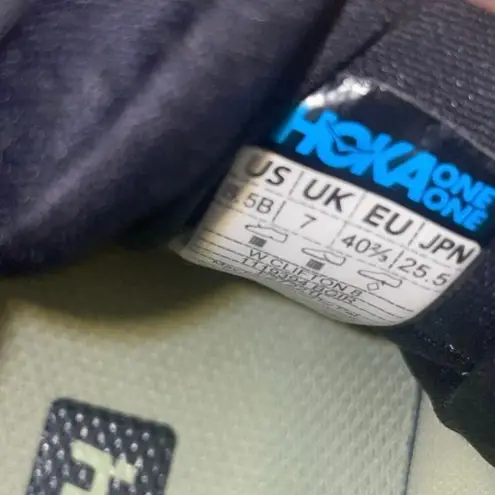 HOKA ONE ONE
US UK EU JPN
.5B 7 40⅔ 25.5
W CLIFTON 8
F+